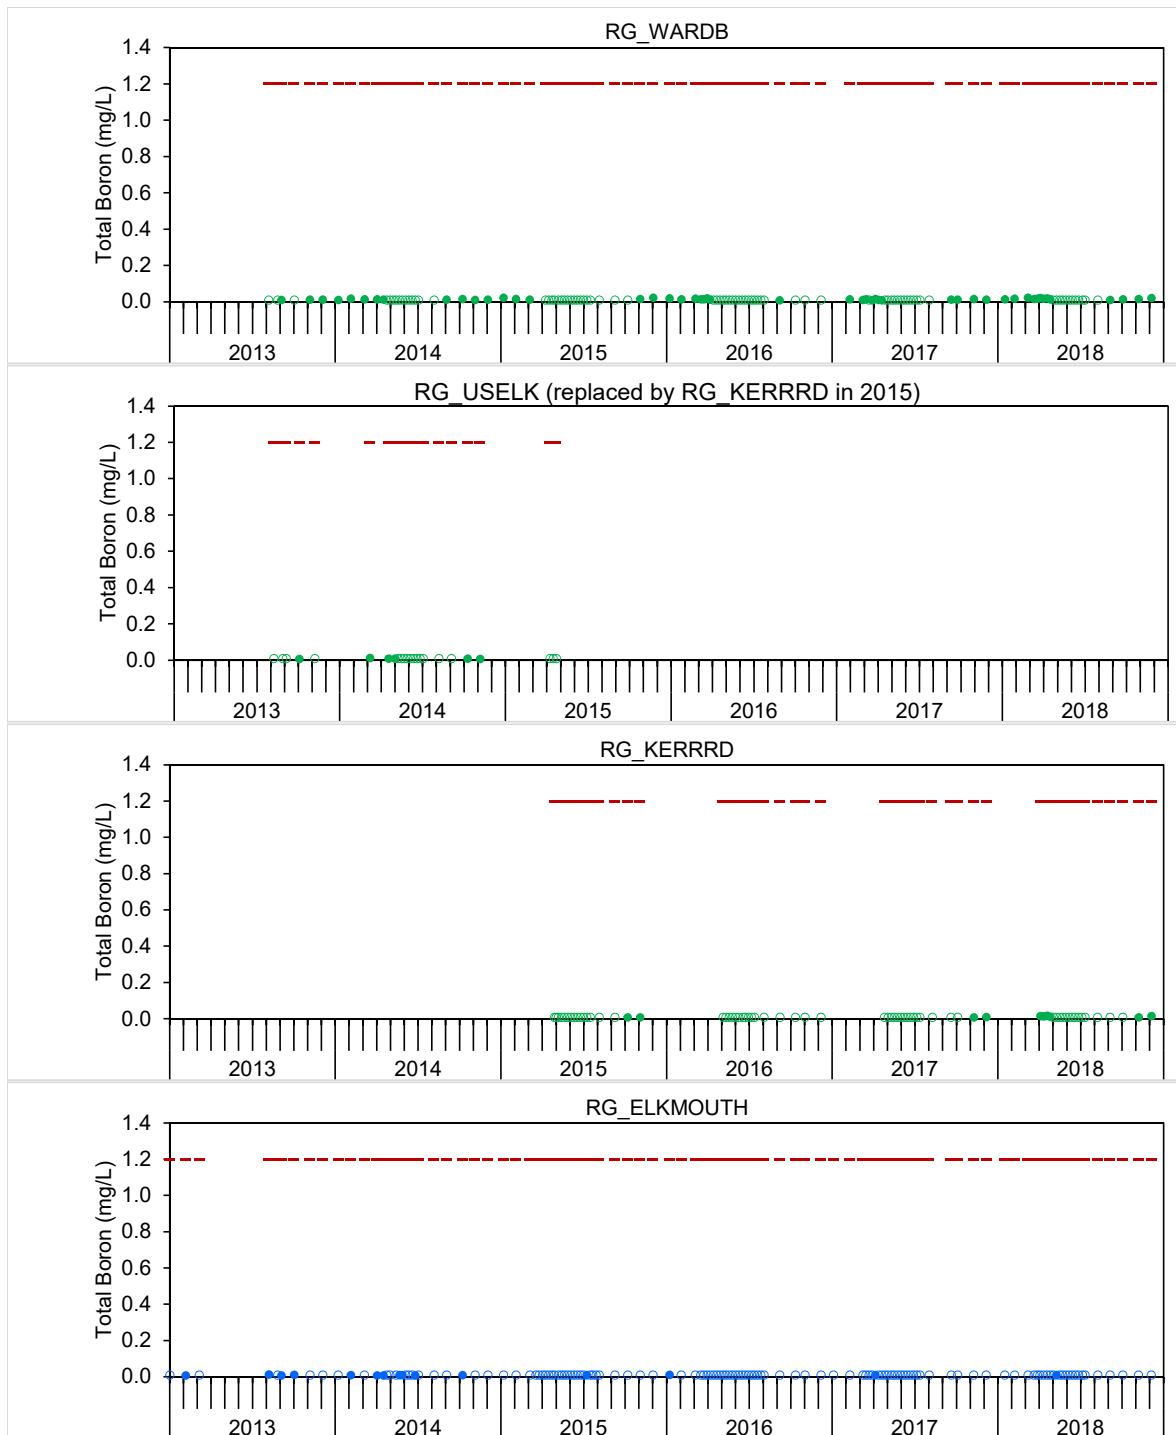 RG_WARDB
Total Boron (mg/L)
1.4
1.2
1.0
0.8
0.6
0.4
0.2
0.0
2013 2014 2015 2016 2017 2018
RG_USELK (replaced by RG_KERRRD in 2015)
Total Boron (mg/L)
1.4
1.2
1.0
0.8
0.6
0.4
0.2
0.0
2013 2014 2015 2016 2017 2018
RG_KERRRD
Total Boron (mg/L)
1.4
1.2
1.0
0.8
0.6
0.4
0.2
0.0
2013 2014 2015 2016 2017 2018
RG_ELKMOUTH
Total Boron (mg/L)
1.4
1.2
1.0
0.8
0.6
0.4
0.2
0.0
2013 2014 2015 2016 2017 2018